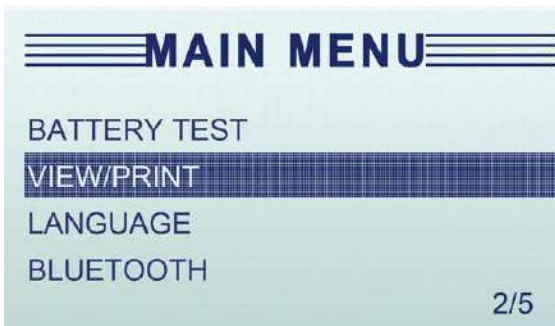 MAIN MENU
BATTERY TEST
VIEW/PRINT
LANGUAGE
BLUETOOTH
2/5